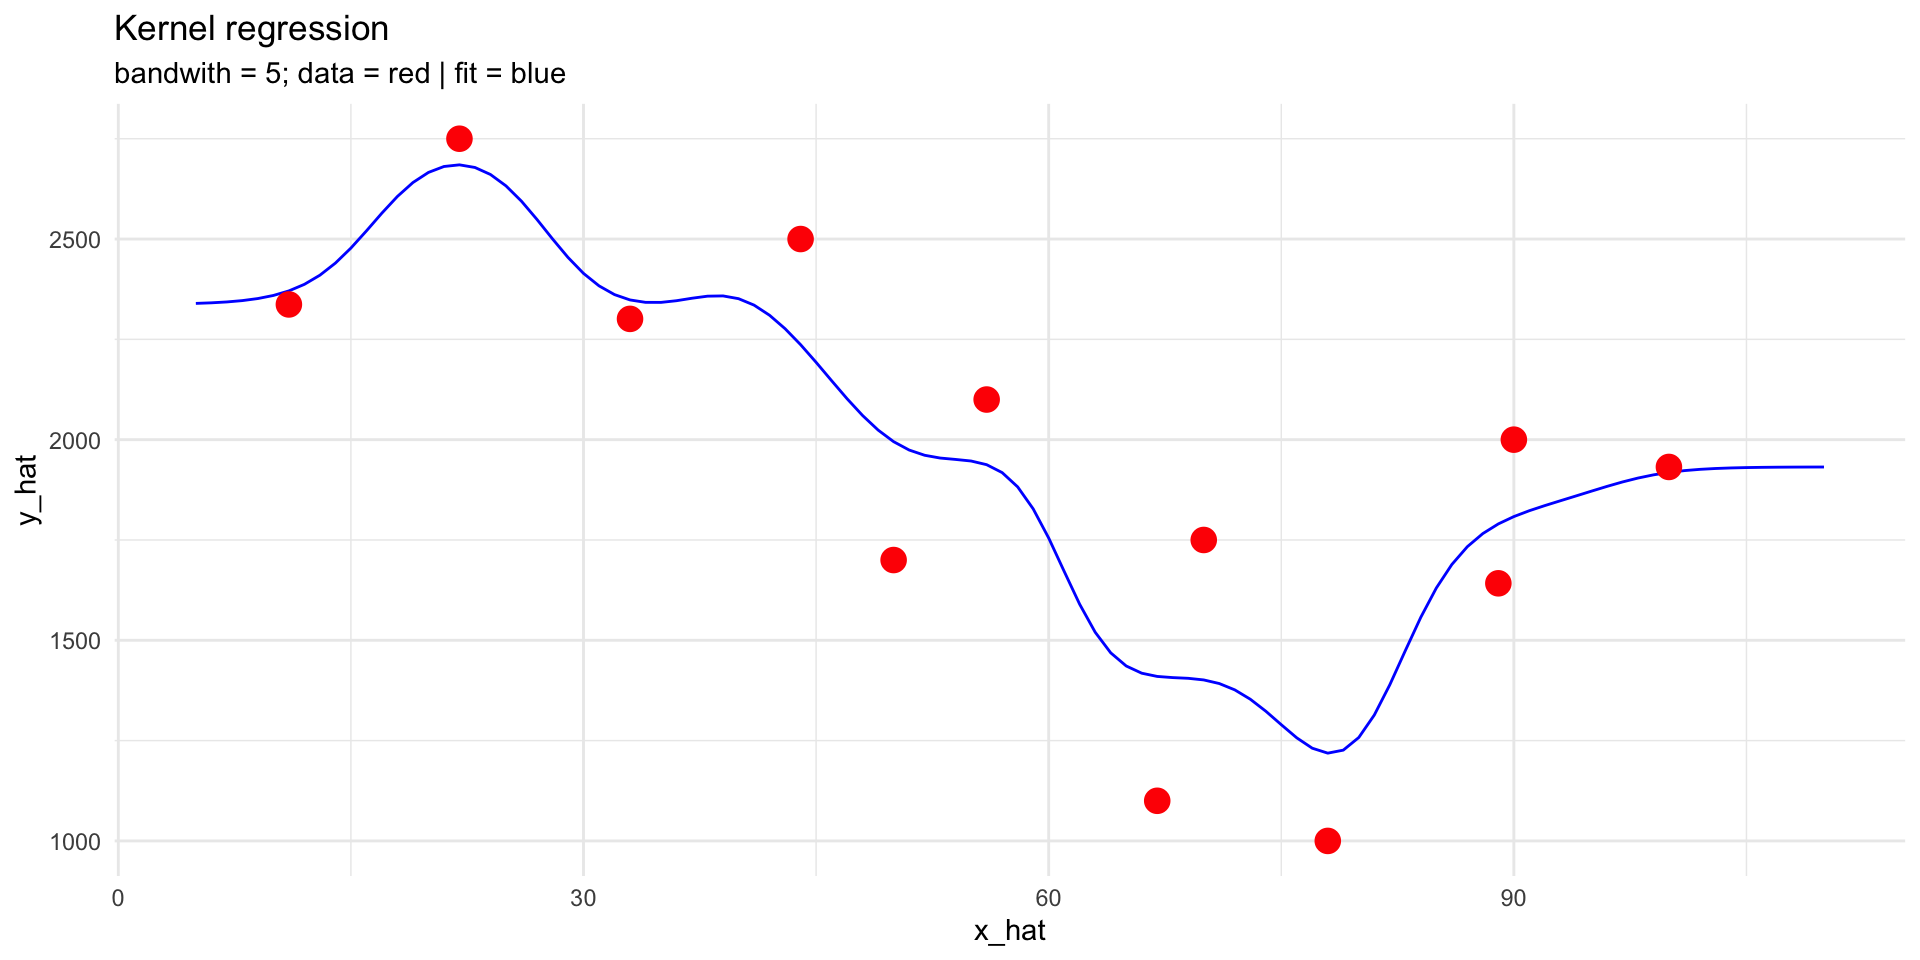 Kernel regression
bandwith = 5; data = red | fit = blue
y_hat
2500
2000
1500
1000
0
30
60
90
x_hat